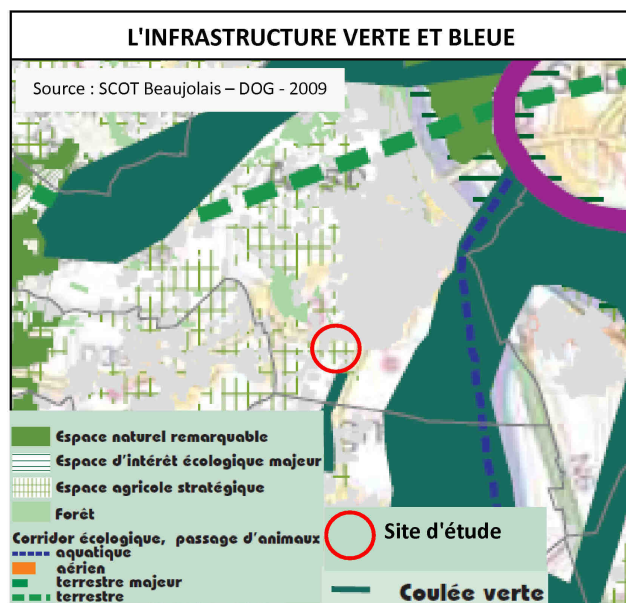 L'INFRASTRUCTURE VERTE ET BLEUE
Source : SCOT Beaujolais – DOG - 2009
Espace naturel remarquable
Espace d'intérêt écologique majeur
Espace agricole stratégique
Forêt
Corridor écologique, passage d'animaux
aquatique
aérien
terrestre majeur
terrestre
Site d'étude
Coulée verte